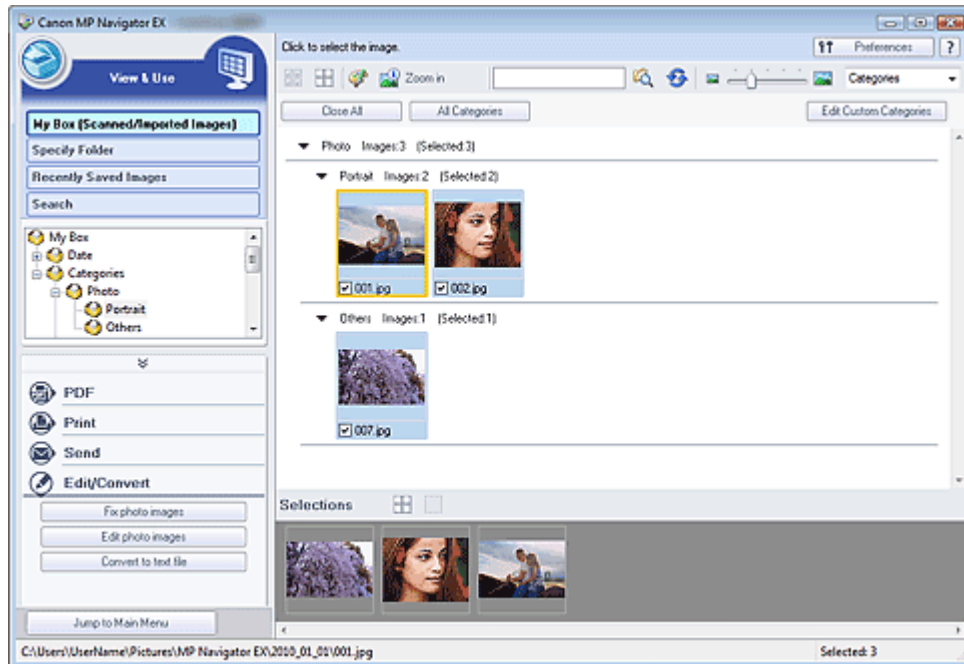 Canon MP Navigator EX
View & Use
My Box (Scanned/Imported Images)
Specify Folder
Recently Saved Images
Search
My Box
Date
Categories
Photo
Portrait
Others
PDF
Print
Send
Edit/Convert
Fix photo images
Edit photo images
Convert to text file
Jump to Main Menu
Click to select the image.
Preferences
?
Zoom in
Categories
Close All
All Categories
Edit Custom Categories
Photo Images:3 (Selected:3)
Portrait Images:2 (Selected:2)
001.jpg
002.jpg
Others Images:1 (Selected:1)
007.jpg
Selections
C:\Users\UserName\Pictures\MP Navigator EX\2010_01_01\001.jpg
Selected: 3